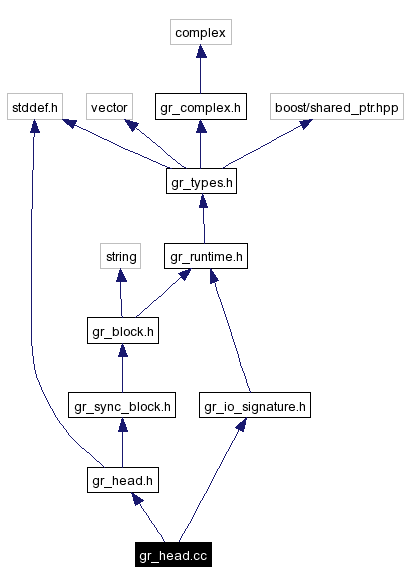 complex
stddef.h
vector
gr_complex.h
boost/shared_ptr.hpp
gr_types.h
string
gr_runtime.h
gr_block.h
gr_sync_block.h
gr_io_signature.h
gr_head.h
gr_head.cc